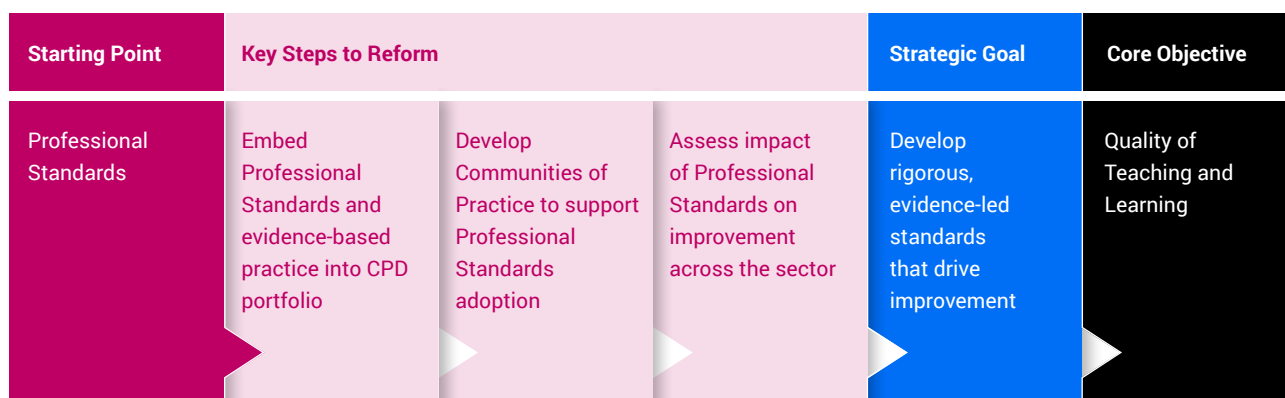 Starting Point
Key Steps to Reform
Strategic Goal
Core Objective
Professional
Standards
Embed
Professional
Standards and
evidence-based
practice into CPD
portfolio
Develop
Communities of
Practice to support
Professional
Standards
adoption
Assess impact
of Professional
Standards on
improvement
across the sector
Develop
rigorous,
evidence-led
standards
that drive
improvement
Quality of
Teaching and
Learning